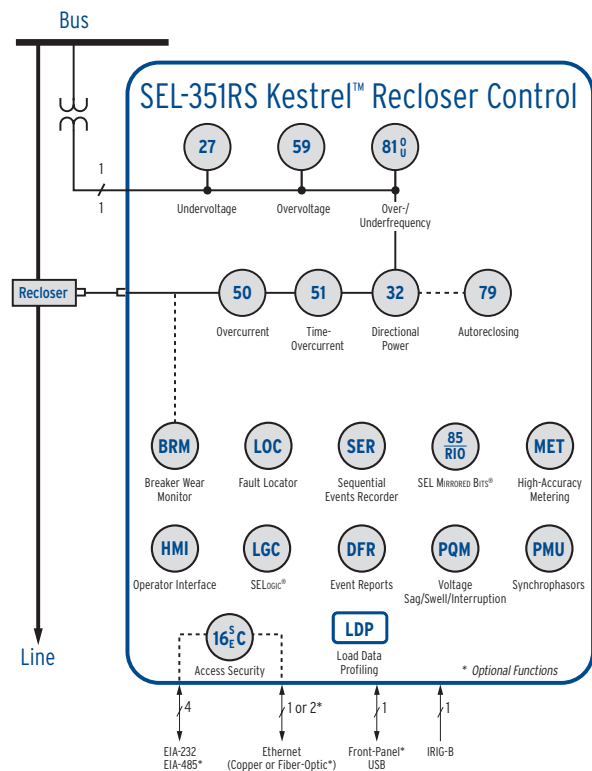 Bus
SEL-351RS Kestrel™ Recloser Control
27
59
81 O U
1
1
Undervoltage
Overvoltage
Over-/
Underfrequency
Recloser
50
51
32
79
Overcurrent
Time-
Overcurrent
Directional
Power
Autoreclosing
BRM
LOC
SER
85
RIO
MET
Breaker Wear
Monitor
Fault Locator
Sequential
Events Recorder
SEL MIRRORED BITS®
High-Accuracy
Metering
HMI
LGC
DFR
PQM
PMU
Operator Interface
SELOGIC®
Event Reports
Voltage
Sag/Swell/Interruption
Synchrophasors
16 S E C
LDP
Access Security
Load Data
Profiling
* Optional Functions
Line
4
1 or 2*
1
1
EIA-232
EIA-485*
Ethernet
(Copper or Fiber-Optic*)
Front-Panel*
USB
IRIG-B